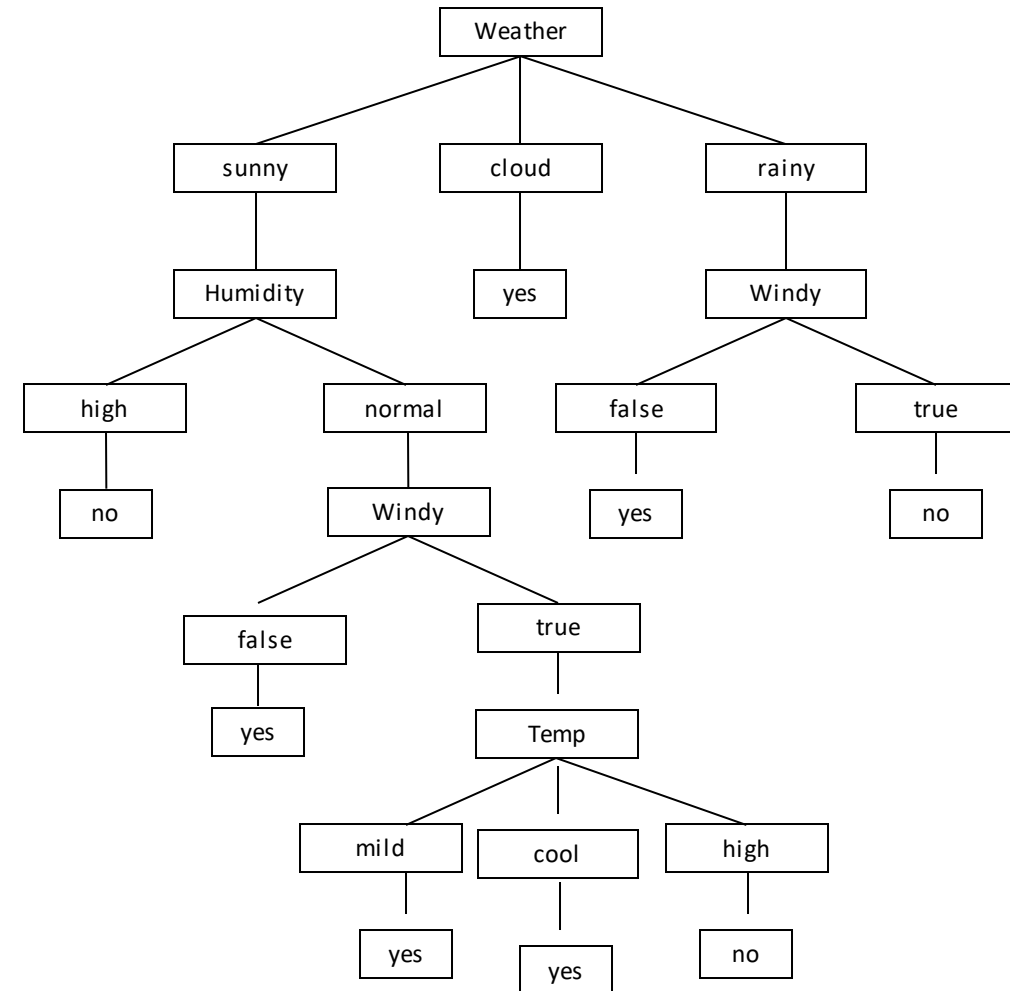 Weather
sunny
cloud
rainy
Humidity
yes
Windy
high
normal
false
true
no
Windy
yes
no
false
true
yes
Temp
mild
cool
high
yes
yes
no